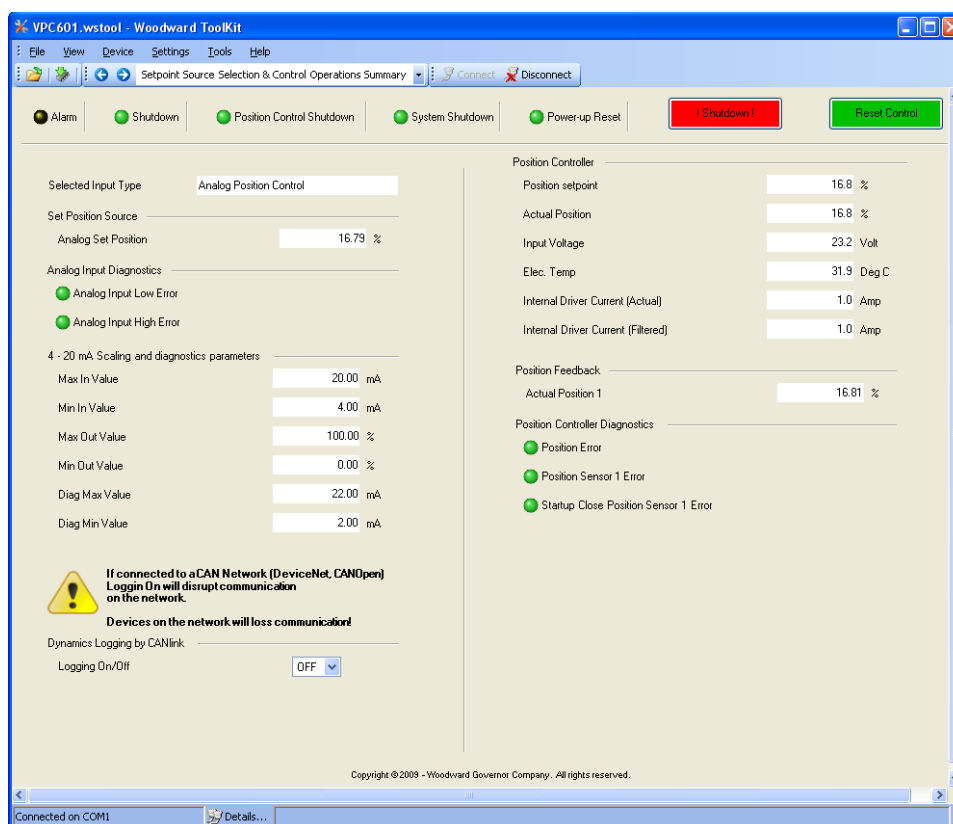 VPC601.wstool - Woodward ToolKit
File View Device Settings Tools Help
Setpoint Source Selection & Control Operations Summary Connect Disconnect
Alarm Shutdown Position Control Shutdown System Shutdown Power-up Reset ! Shutdown ! Reset Control
Selected Input Type Analog Position Control
Set Position Source
Analog Set Position 16.79 %
Analog Input Diagnostics
Analog Input Low Error
Analog Input High Error
4 - 20 mA Scaling and diagnostics parameters
Max In Value 20.00 mA
Min In Value 4.00 mA
Max Out Value 100.00 %
Min Out Value 0.00 %
Diag Max Value 22.00 mA
Diag Min Value 2.00 mA
If connected to a CAN Network (DeviceNet, CANOpen)
Loggin On will disrupt communication
on the network.
Devices on the network will loss communication!
Dynamics Logging by CANlink
Logging On/Off OFF
Position Controller
Position setpoint 16.8 %
Actual Position 16.8 %
Input Voltage 23.2 Volt
Elec. Temp 31.9 Deg C
Internal Driver Current (Actual) 1.0 Amp
Internal Driver Current (Filtered) 1.0 Amp
Position Feedback
Actual Position 1 16.81 %
Position Controller Diagnostics
Position Error
Position Sensor 1 Error
Startup Close Position Sensor 1 Error
Copyright © 2009 - Woodward Governor Company. All rights reserved.
Connected on COM1 Details...